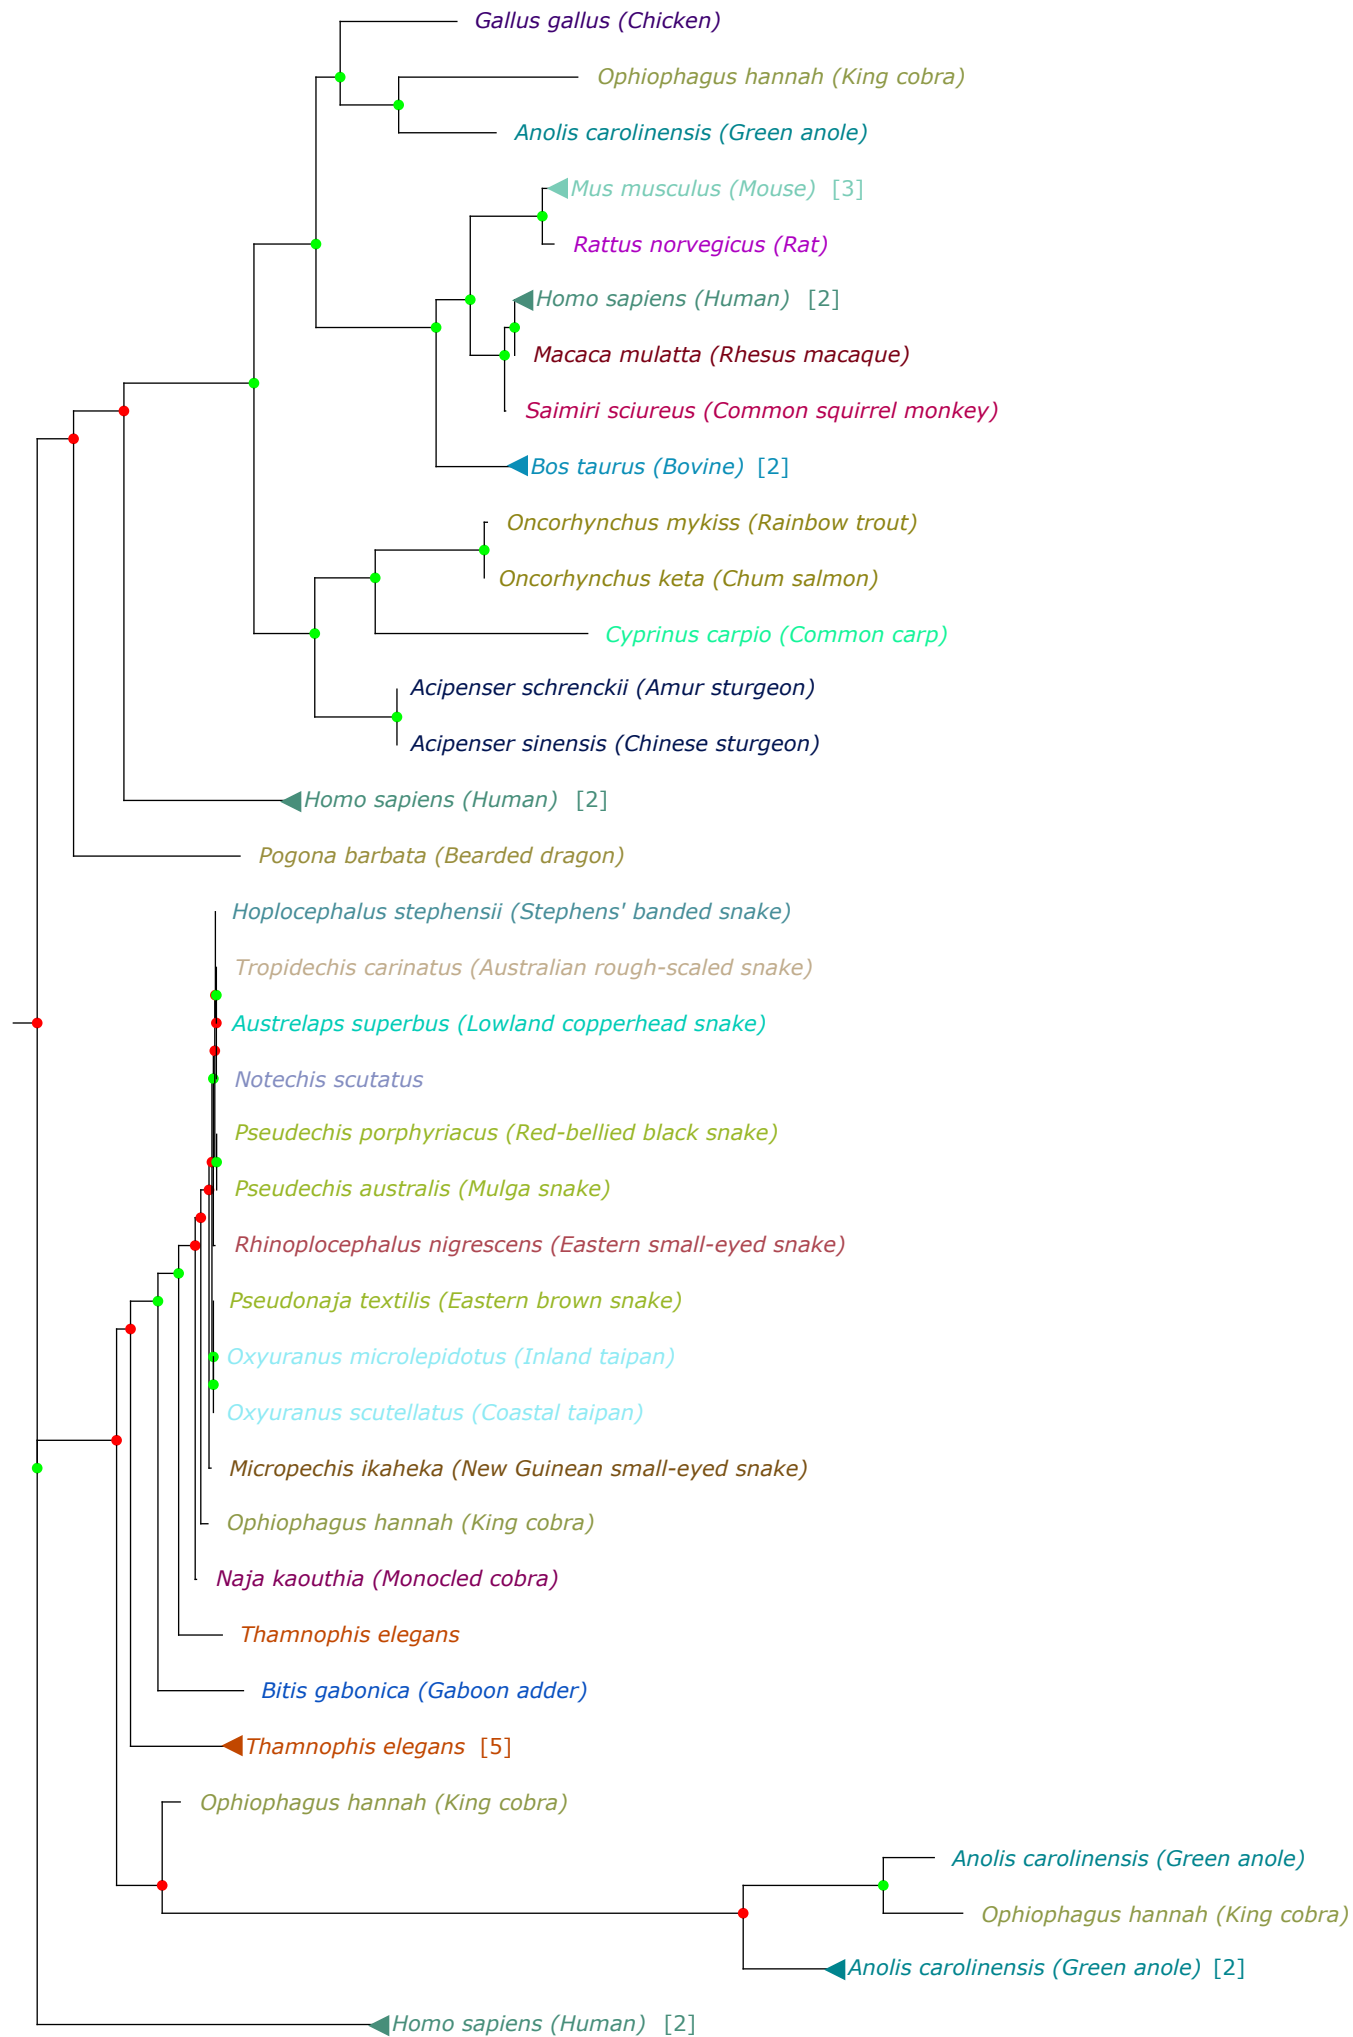 Gallus gallus (Chicken)
Ophiophagus hannah (King cobra)
Anolis carolinensis (Green anole)
Mus musculus (Mouse) [3]
Rattus norvegicus (Rat)
Homo sapiens (Human) [2]
Macaca mulatta (Rhesus macaque)
Saimiri sciureus (Common squirrel monkey)
Bos taurus (Bovine) [2]
Oncorhynchus mykiss (Rainbow trout)
Oncorhynchus keta (Chum salmon)
Cyprinus carpio (Common carp)
Acipenser schrenckii (Amur sturgeon)
Acipenser sinensis (Chinese sturgeon)
Homo sapiens (Human) [2]
Pogona barbata (Bearded dragon)
Hoplocephalus stephensii (Stephens' banded snake)
Tropidechis carinatus (Australian rough-scaled snake)
Austrelaps superbus (Lowland copperhead snake)
Notechis scutatus
Pseudechis porphyriacus (Red-bellied black snake)
Pseudechis australis (Mulga snake)
Rhinoplocephalus nigrescens (Eastern small-eyed snake)
Pseudonaja textilis (Eastern brown snake)
Oxyuranus microlepidotus (Inland taipan)
Oxyuranus scutellatus (Coastal taipan)
Micropechis ikaheka (New Guinean small-eyed snake)
Ophiophagus hannah (King cobra)
Naja kaouthia (Monocled cobra)
Thamnophis elegans
Bitis gabonica (Gaboon adder)
Thamnophis elegans [5]
Ophiophagus hannah (King cobra)
Anolis carolinensis (Green anole)
Ophiophagus hannah (King cobra)
Anolis carolinensis (Green anole) [2]
Homo sapiens (Human) [2]